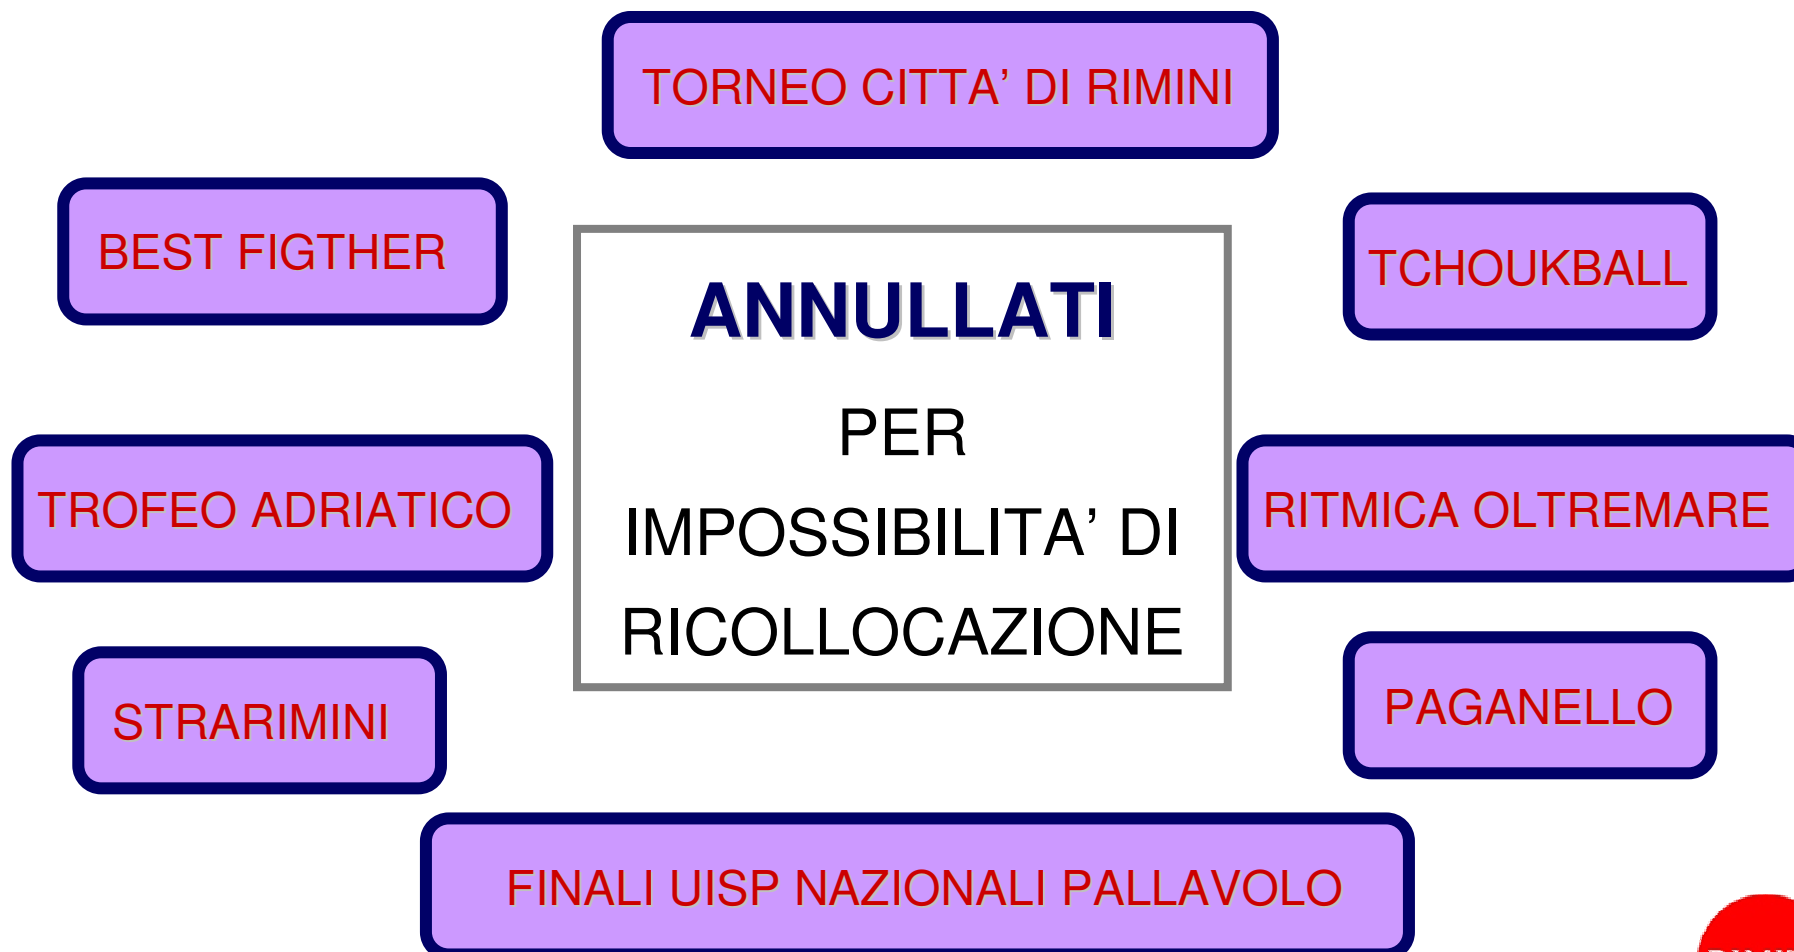 TORNEO CITTA’ DI RIMINI
BEST FIGTHER
TCHOUKBALL
ANNULLATI
PER
IMPOSSIBILITA’ DI
RICOLLOCAZIONE
TROFEO ADRIATICO
RITMICA OLTREMARE
STRARIMINI
PAGANELLO
FINALI UISP NAZIONALI PALLAVOLO